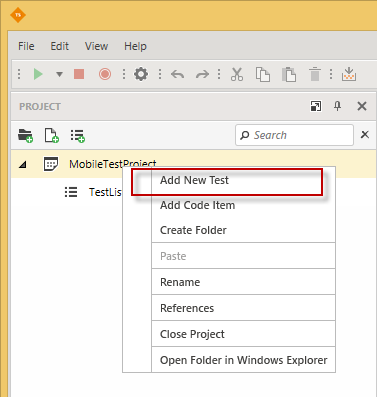 TS
File Edit View Help
PROJECT
Search
MobileTestProject
TestLis
Add New Test
Add Code Item
Create Folder
Paste
Rename
References
Close Project
Open Folder in Windows Explorer